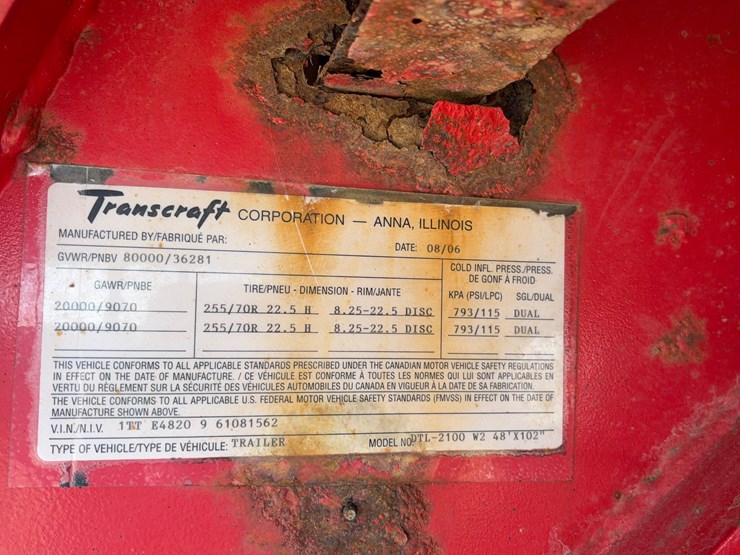 Transcraft CORPORATION — ANNA, ILLINOIS
MANUFACTURED BY/FABRIQUÉ PAR:
DATE: 08/06
GVWR/PNBV 80000/36281
COLD INFL. PRESS./PRESS.
DE GONF À FROID
GAWR/PNBE TIRE/PNEU - DIMENSION - RIM/JANTE KPA (PSI/LPC) SGL/DUAL
20000/9070 255/70R 22.5 H 8.25-22.5 DISC 793/115 DUAL
20000/9070 255/70R 22.5 H 8.25-22.5 DISC 793/115 DUAL
THIS VEHICLE CONFORMS TO ALL APPLICABLE STANDARDS PRESCRIBED UNDER THE CANADIAN MOTOR VEHICLE SAFETY REGULATIONS
IN EFFECT ON THE DATE OF MANUFACTURE. / CE VÉHICULE EST CONFORME À TOUTES LES NORMES QUI LUI SONT APPLICABLES EN
VERTU DU RÈGLEMENT SUR LA SÉCURITÉ DES VÉHICULES AUTOMOBILES DU CANADA EN VIGUEUR À LA DATE DE SA FABRICATION.
THE VEHICLE CONFORMS TO ALL APPLICABLE U.S. FEDERAL MOTOR VEHICLE SAFETY STANDARDS (FMVSS) IN EFFECT ON THE DATE OF
MANUFACTURE SHOWN ABOVE.
V.I.N./N.I.V. 1TT E4820 9 61081562
TYPE OF VEHICLE/TYPE DE VÉHICULE: TRAILER MODEL NO. DTL-2100 W2 48'X102"